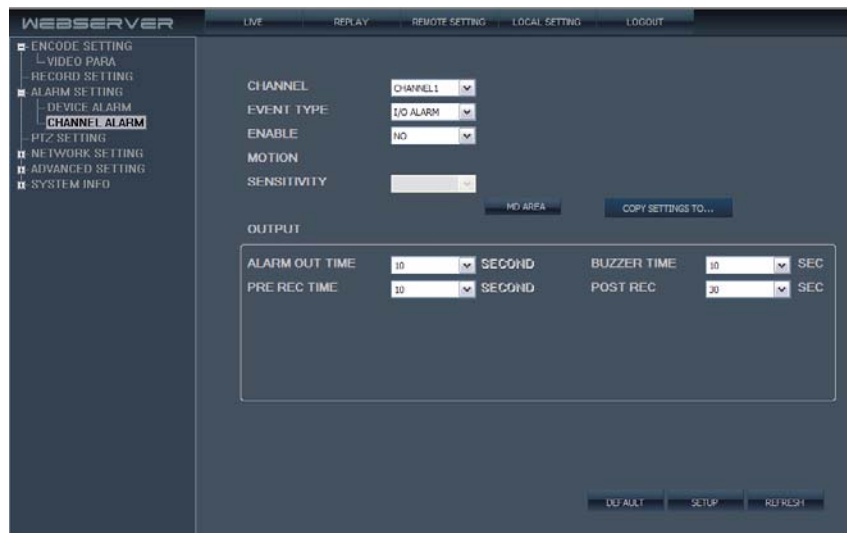 WEBSERVER
LIVE REPLAY REMOTE SETTING LOCAL SETTING LOGOUT
ENCODE SETTING
VIDEO PARA
RECORD SETTING
ALARM SETTING
DEVICE ALARM
CHANNEL ALARM
PTZ SETTING
NETWORK SETTING
ADVANCED SETTING
SYSTEM INFO
CHANNEL CHANNEL1
EVENT TYPE I/O ALARM
ENABLE NO
MOTION
SENSITIVITY
MD AREA COPY SETTINGS TO...
OUTPUT
ALARM OUT TIME 10 SECOND BUZZER TIME 10 SEC
PRE REC TIME 10 SECOND POST REC 30 SEC
DEFAULT SETUP REFRESH